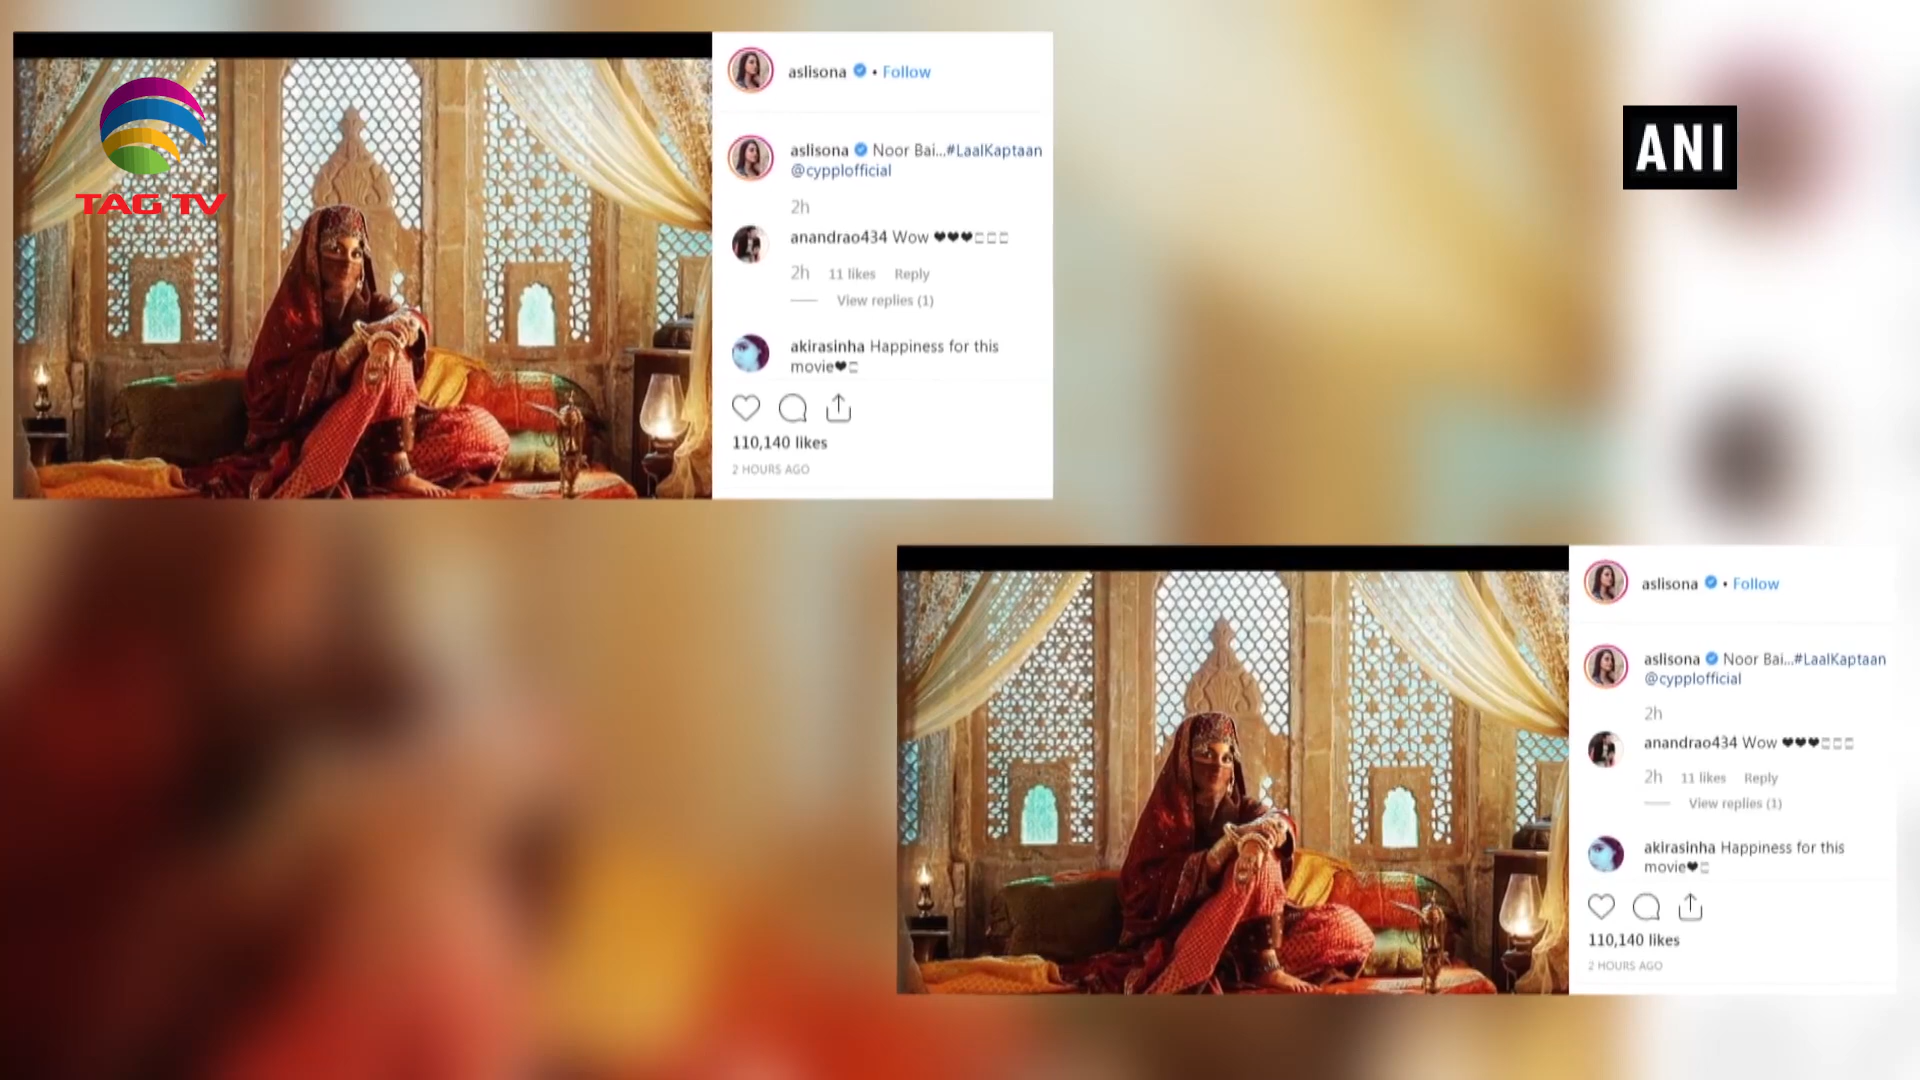 TAG TV
aslisona • Follow
aslisona Noor Bai...#LaalKaptaan
@cypplofficial
2h
anandrao434 Wow ❤❤❤
2h 11 likes Reply
View replies (1)
akirasinha Happiness for this
movie❤
110,140 likes
2 HOURS AGO
ANI
aslisona • Follow
aslisona Noor Bai...#LaalKaptaan
@cypplofficial
2h
anandrao434 Wow ❤❤❤
2h 11 likes Reply
View replies (1)
akirasinha Happiness for this
movie❤
110,140 likes
2 HOURS AGO